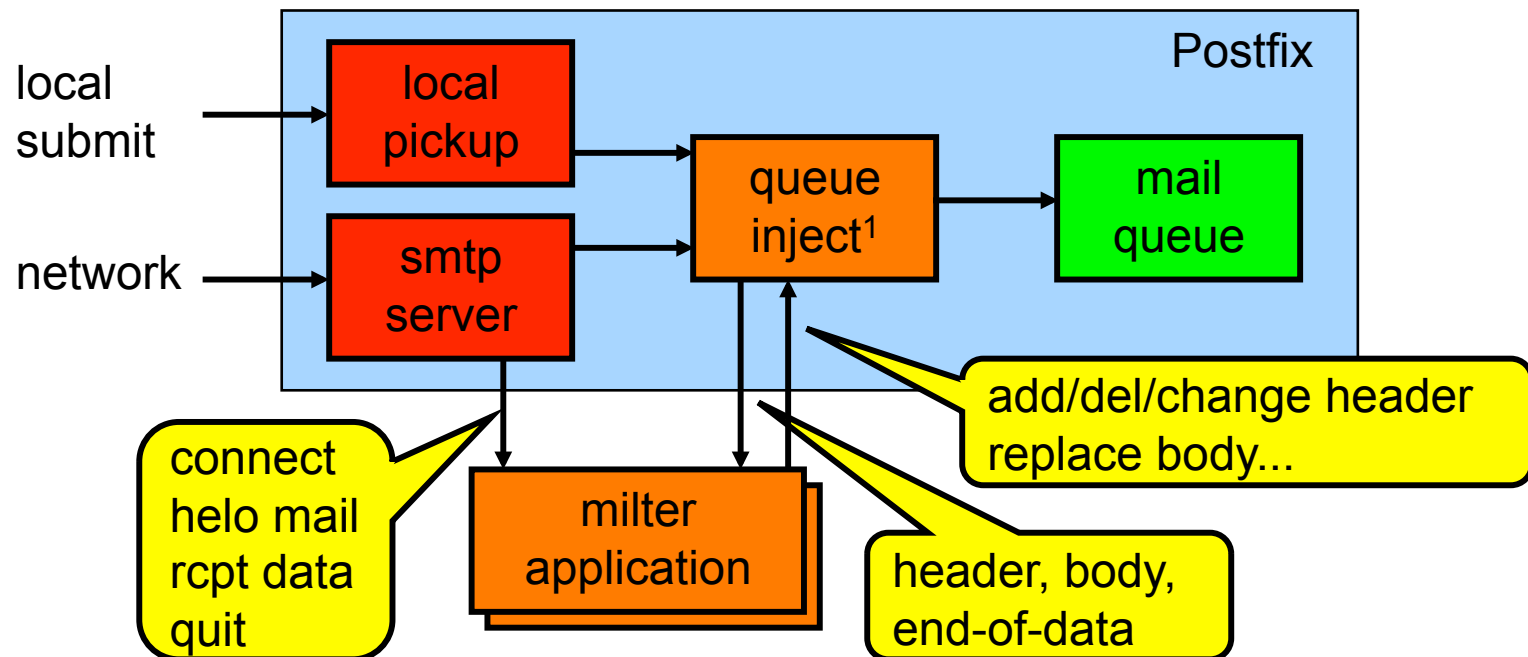 Postfix
local
submit
local
pickup
queue
inject¹
mail
queue
network
smtp
server
add/del/change header
replace body...
connect
helo mail
rcpt data
quit
milter
application
header, body,
end-of-data